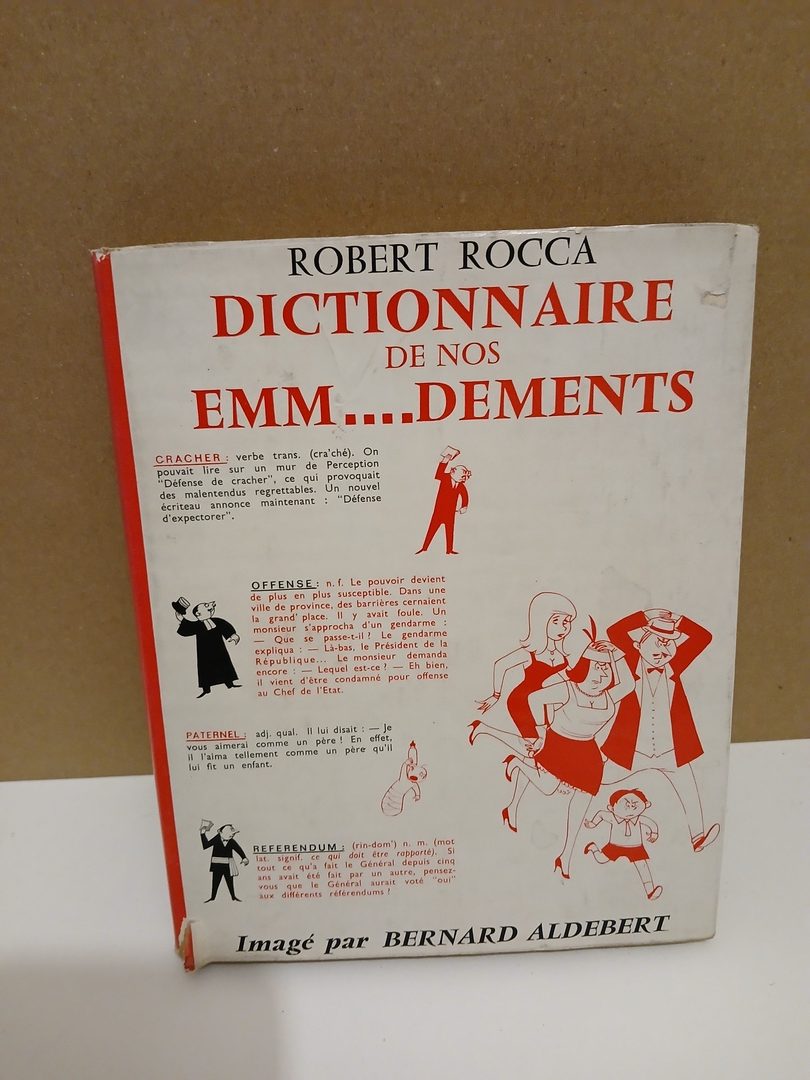 ROBERT ROCCA
DICTIONNAIRE
DE NOS
EMM....DEMENTS
CRACHER : verbe trans. (cra'ché). On
pouvait lire sur un mur de Perception
"Défense de cracher", ce qui provoquait
des malentendus regrettables. Un nouvel
écriteau annonce maintenant : "Défense
d'expectorer".
OFFENSE : n. f. Le pouvoir devient
de plus en plus susceptible. Dans une
ville de province, des barrières cernaient
la grand' place. Il y avait foule. Un
monsieur s'approcha d'un gendarme :
— Que se passe-t-il ? Le gendarme
expliqua : — Là-bas, le Président de la
République... Le monsieur demanda
encore : — Lequel est-ce ? — Eh bien,
il vient d'être condamné pour offense
au Chef de l'Etat.
PATERNEL : adj. qual. Il lui disait : — Je
vous aimerai comme un père ! En effet,
il l'aima tellement comme un père qu'il
lui fit un enfant.
REFERENDUM : (rin-dom') n. m. (mot
lat. signif. ce qui doit être rapporté). Si
tout ce qu'a fait le Général depuis cinq
ans avait été fait par un autre, pensez-
vous que le Général aurait voté "oui"
aux différents référendums ?
Imagé par BERNARD ALDEBERT